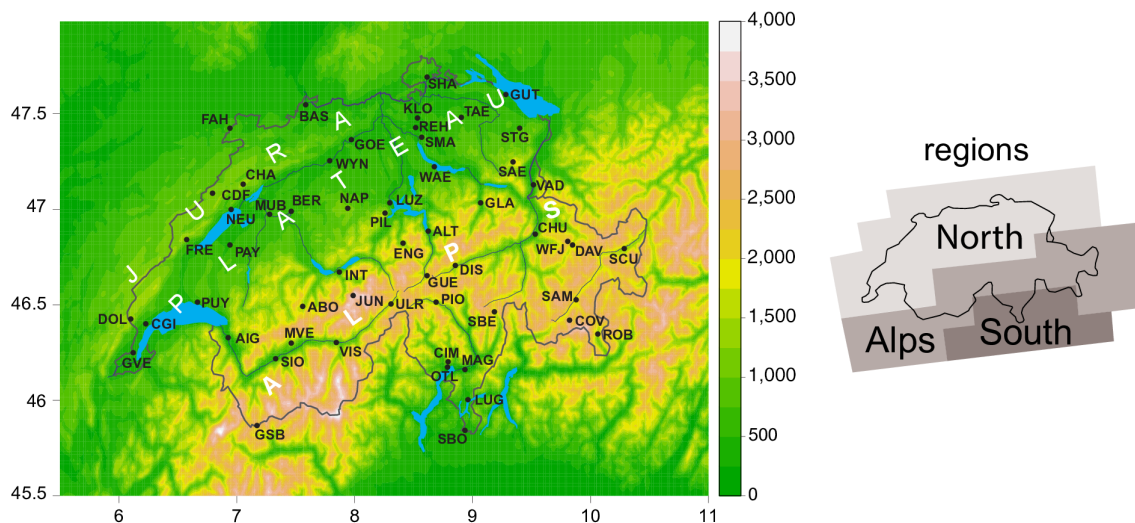 4,000
3,500
3,000
2,500
2,000
1,500
1,000
500
0
47.5
47
46.5
46
45.5
6
7
8
9
10
11
SHA
GUT
BAS
KLO
TAE
FAH
REH
STG
GOE
SMA
WYN
WAE
SAE
CHA
VAD
CDF
MUB
BER
NAP
LUZ
GLA
NEU
PIL
ALT
CHU
FRE
PAY
ENG
WFJ
DAV
SCU
DIS
INT
GUE
PUY
ABO
JUN
ULR
PIO
SAM
DOL
CGI
SBE
COV
AIG
MVE
VIS
ROB
GVE
SIO
CIM
MAG
OTL
LUG
GSB
SBO
JURA
PLATEAU
ALPS
regions
North
Alps
South